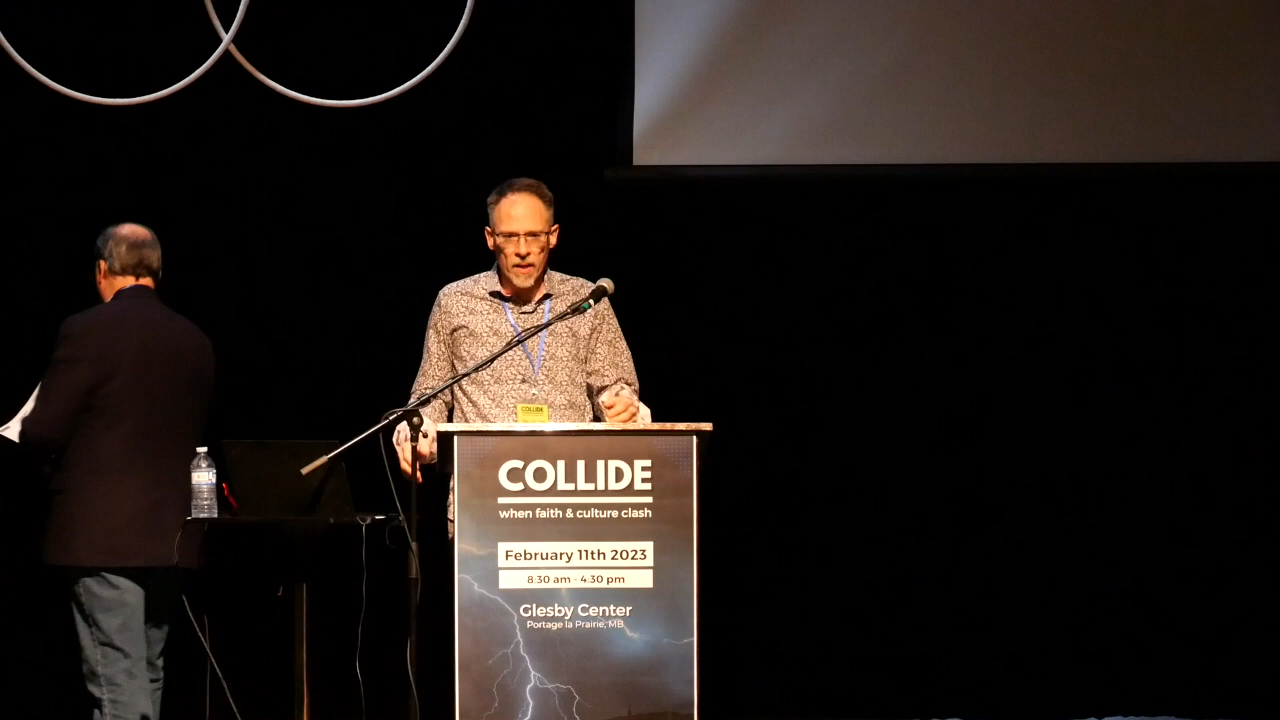 COLLIDE
COLLIDE
when faith & culture clash
February 11th 2023
8:30 am - 4:30 pm
Glesby Center
Portage la Prairie, MB